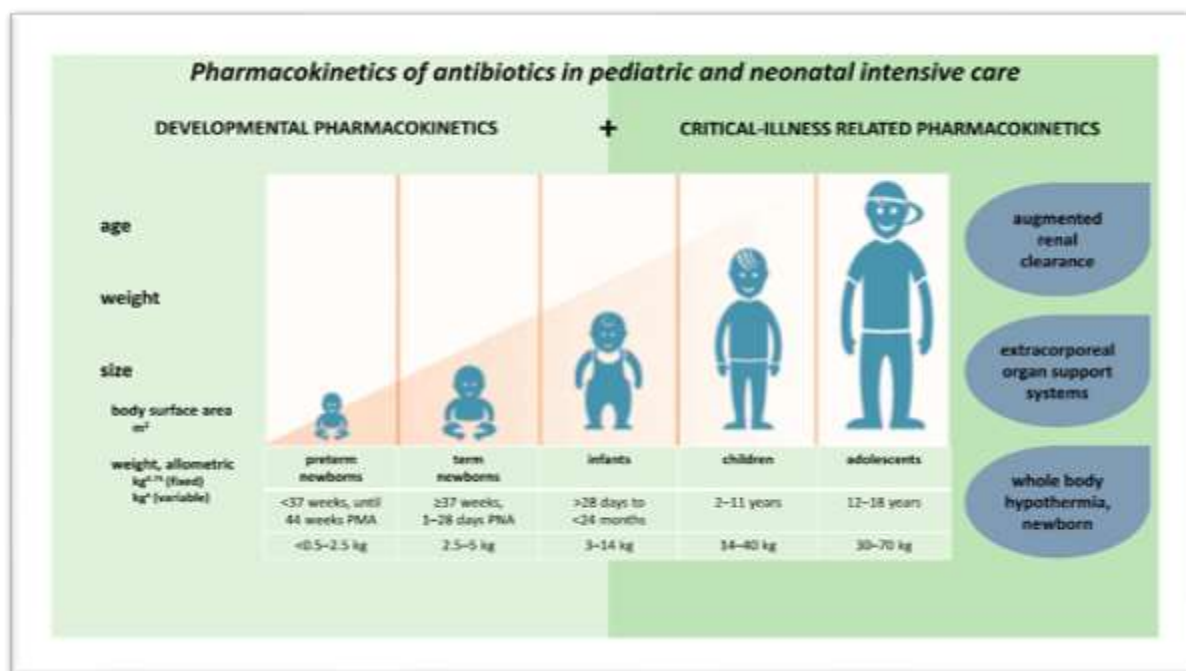 Pharmacokinetics of antibiotics in pediatric and neonatal intensive care
DEVELOPMENTAL PHARMACOKINETICS + CRITICAL-ILLNESS RELATED PHARMACOKINETICS
age
weight
size
body surface area
m²
weight, allometric
kg⁰·⁷⁵ (fixed)
kgˣ (variable)
preterm
newborns
<37 weeks, until
44 weeks PMA
<0.5–2.5 kg
term
newborns
≥37 weeks,
1–28 days PNA
2.5–5 kg
infants
>28 days to
<24 months
3–14 kg
children
2–11 years
14–40 kg
adolescents
12–18 years
30–70 kg
augmented
renal
clearance
extracorporeal
organ support
systems
whole body
hypothermia,
newborn